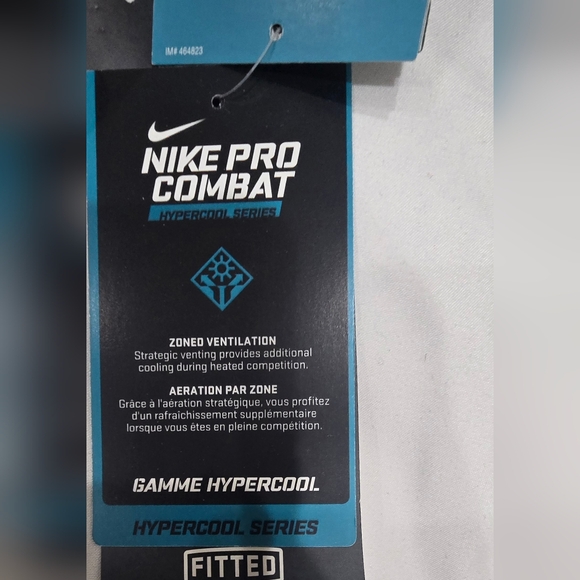 IM# 464823
NIKE PRO
COMBAT
HYPERCOOL SERIES
ZONED VENTILATION
Strategic venting provides additional
cooling during heated competition.
AERATION PAR ZONE
Grâce à l'aération stratégique, vous profitez
d'un rafraîchissement supplémentaire
lorsque vous êtes en pleine compétition.
GAMME HYPERCOOL
HYPERCOOL SERIES
FITTED